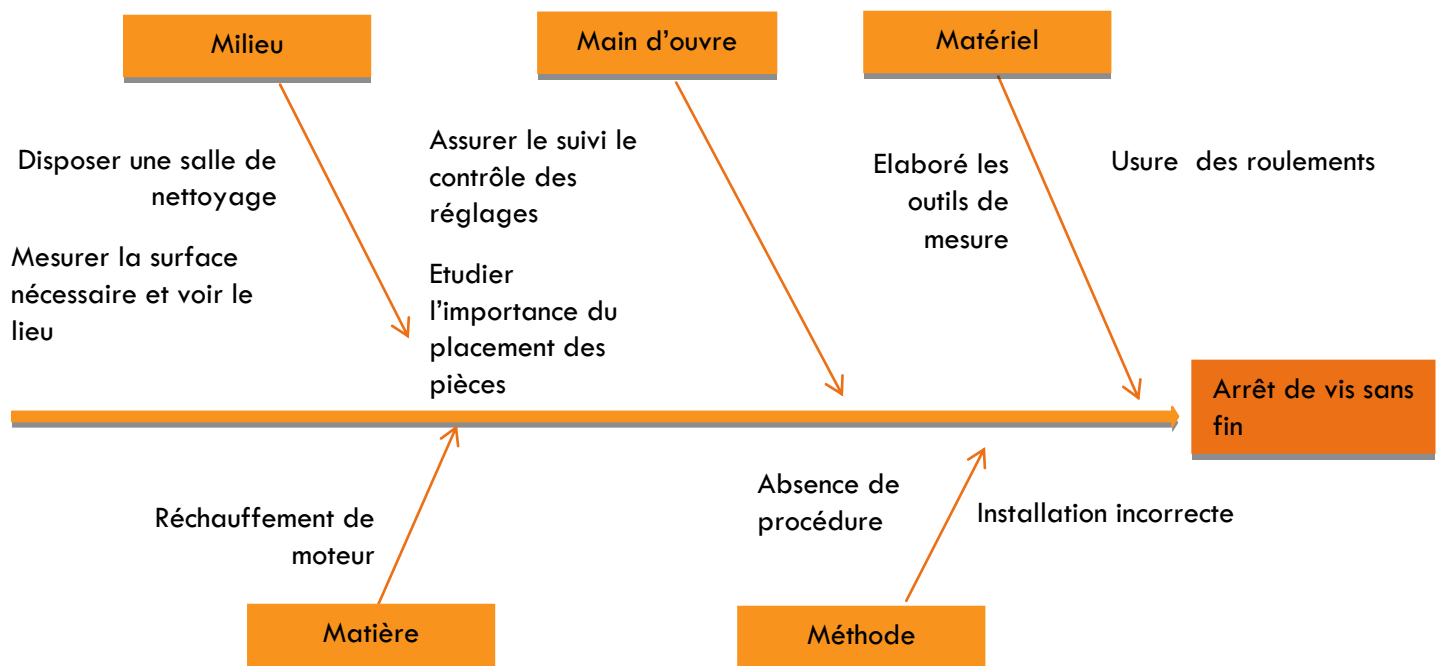 Milieu
Main d'ouvre
Matériel
Disposer une salle de
nettoyage
Mesurer la surface
nécessaire et voir le
lieu
Assurer le suivi le
contrôle des
réglages
Etudier
l'importance du
placement des
pièces
Elaboré les
outils de
mesure
Usure des roulements
Arrêt de vis sans
fin
Réchauffement de
moteur
Absence de
procédure
Installation incorrecte
Matière
Méthode